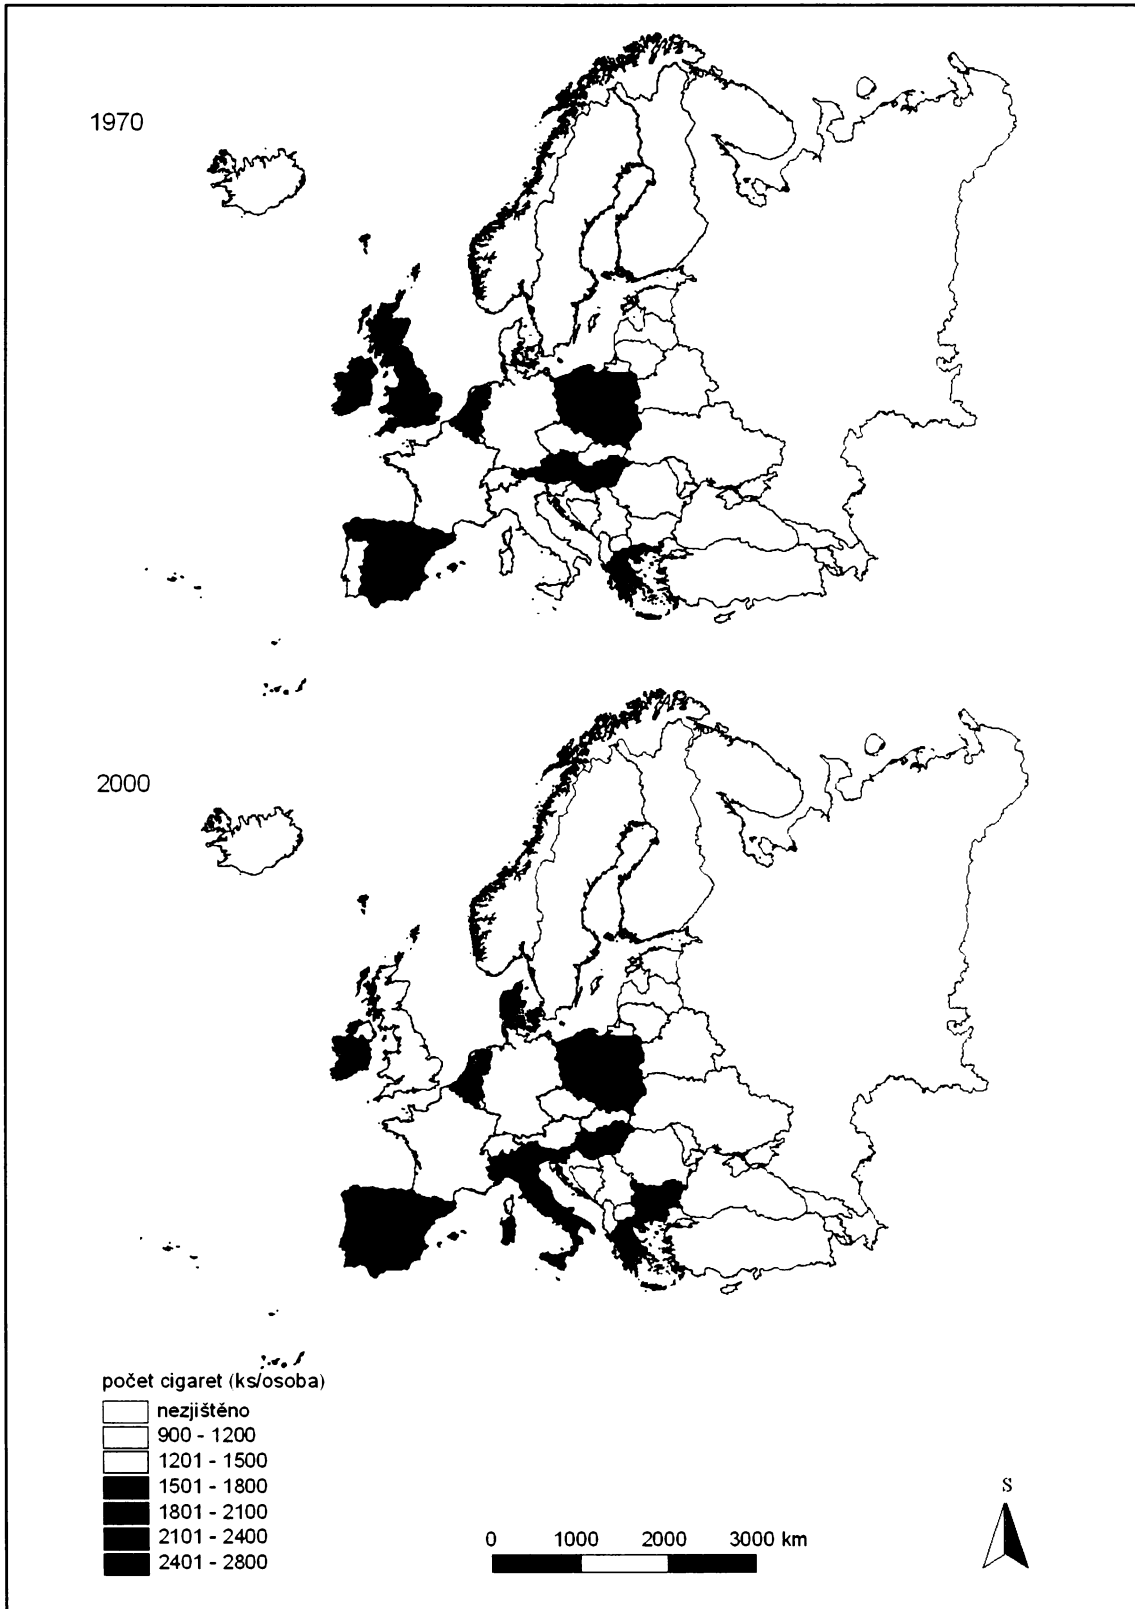 1970
2000
počet cigaret (ks/osoba)
nezjištěno
900 - 1200
1201 - 1500
1501 - 1800
1801 - 2100
2101 - 2400
2401 - 2800
0 1000 2000 3000 km
S